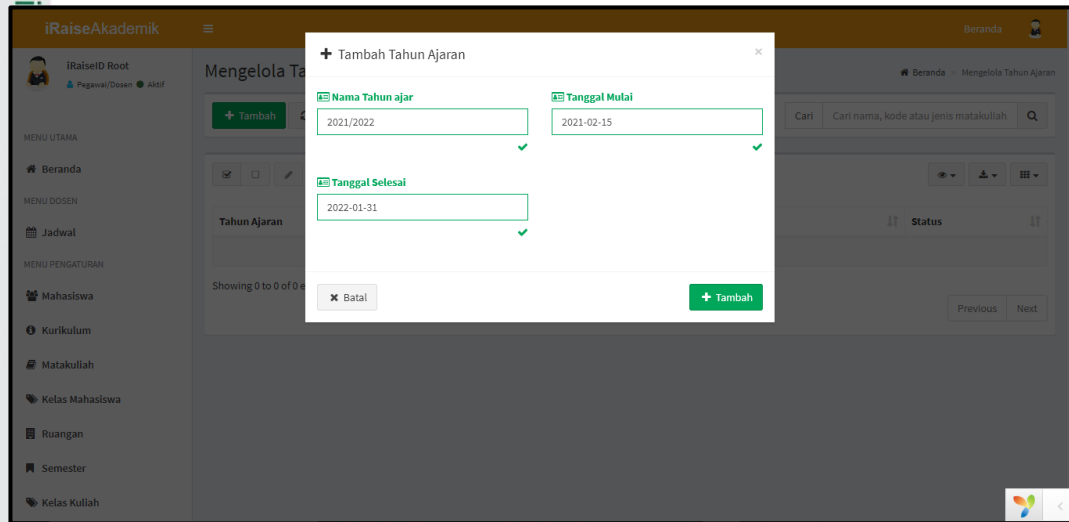 iRaiseAkademik
Beranda
iRaiseID Root
Pegawai/Dosen Aktif
Mengelola Ta
Beranda > Mengelola Tahun Ajaran
Tambah Tahun Ajaran ×
Nama Tahun ajar Tanggal Mulai
2021/2022 2021-02-15
Tanggal Selesai
2022-01-31
Batal Tambah
Tambah
Cari Cari nama, kode atau jenis matakuliah
MENU UTAMA
Beranda
MENU DOSEN
Jadwal
MENU PENGATURAN
Mahasiswa
Kurikulum
Matakuliah
Kelas Mahasiswa
Ruangan
Semester
Kelas Kuliah
Tahun Ajaran Status
Showing 0 to 0 of 0 e
Previous Next